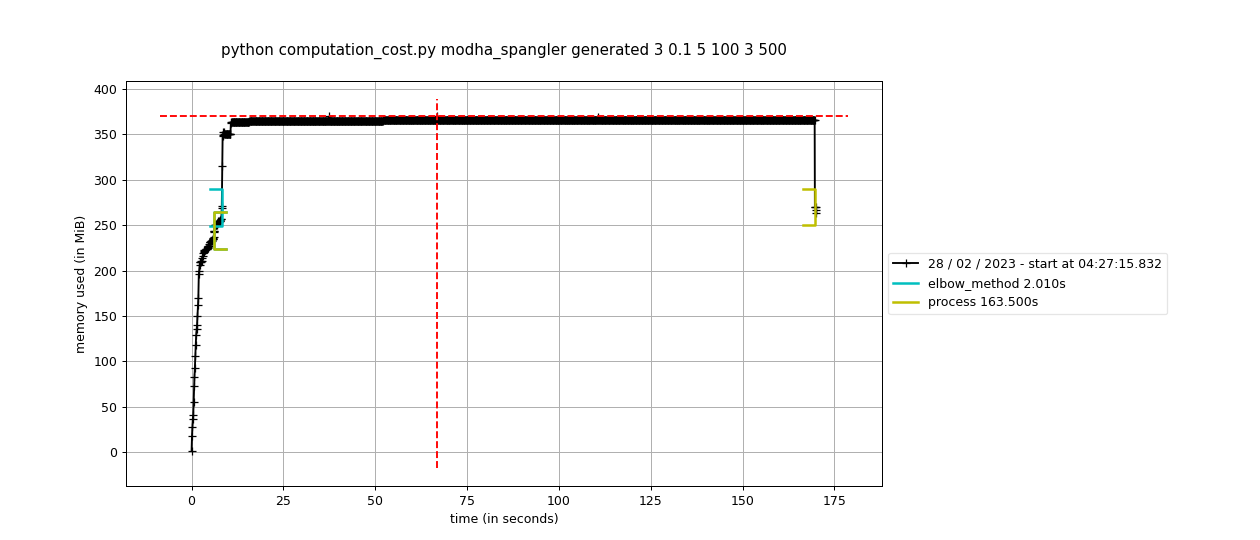 python computation_cost.py modha_spangler generated 3 0.1 5 100 3 500
400
350
300
250
200
150
100
50
0
memory used (in MiB)
0 25 50 75 100 125 150 175
time (in seconds)
28 / 02 / 2023 - start at 04:27:15.832
elbow_method 2.010s
process 163.500s